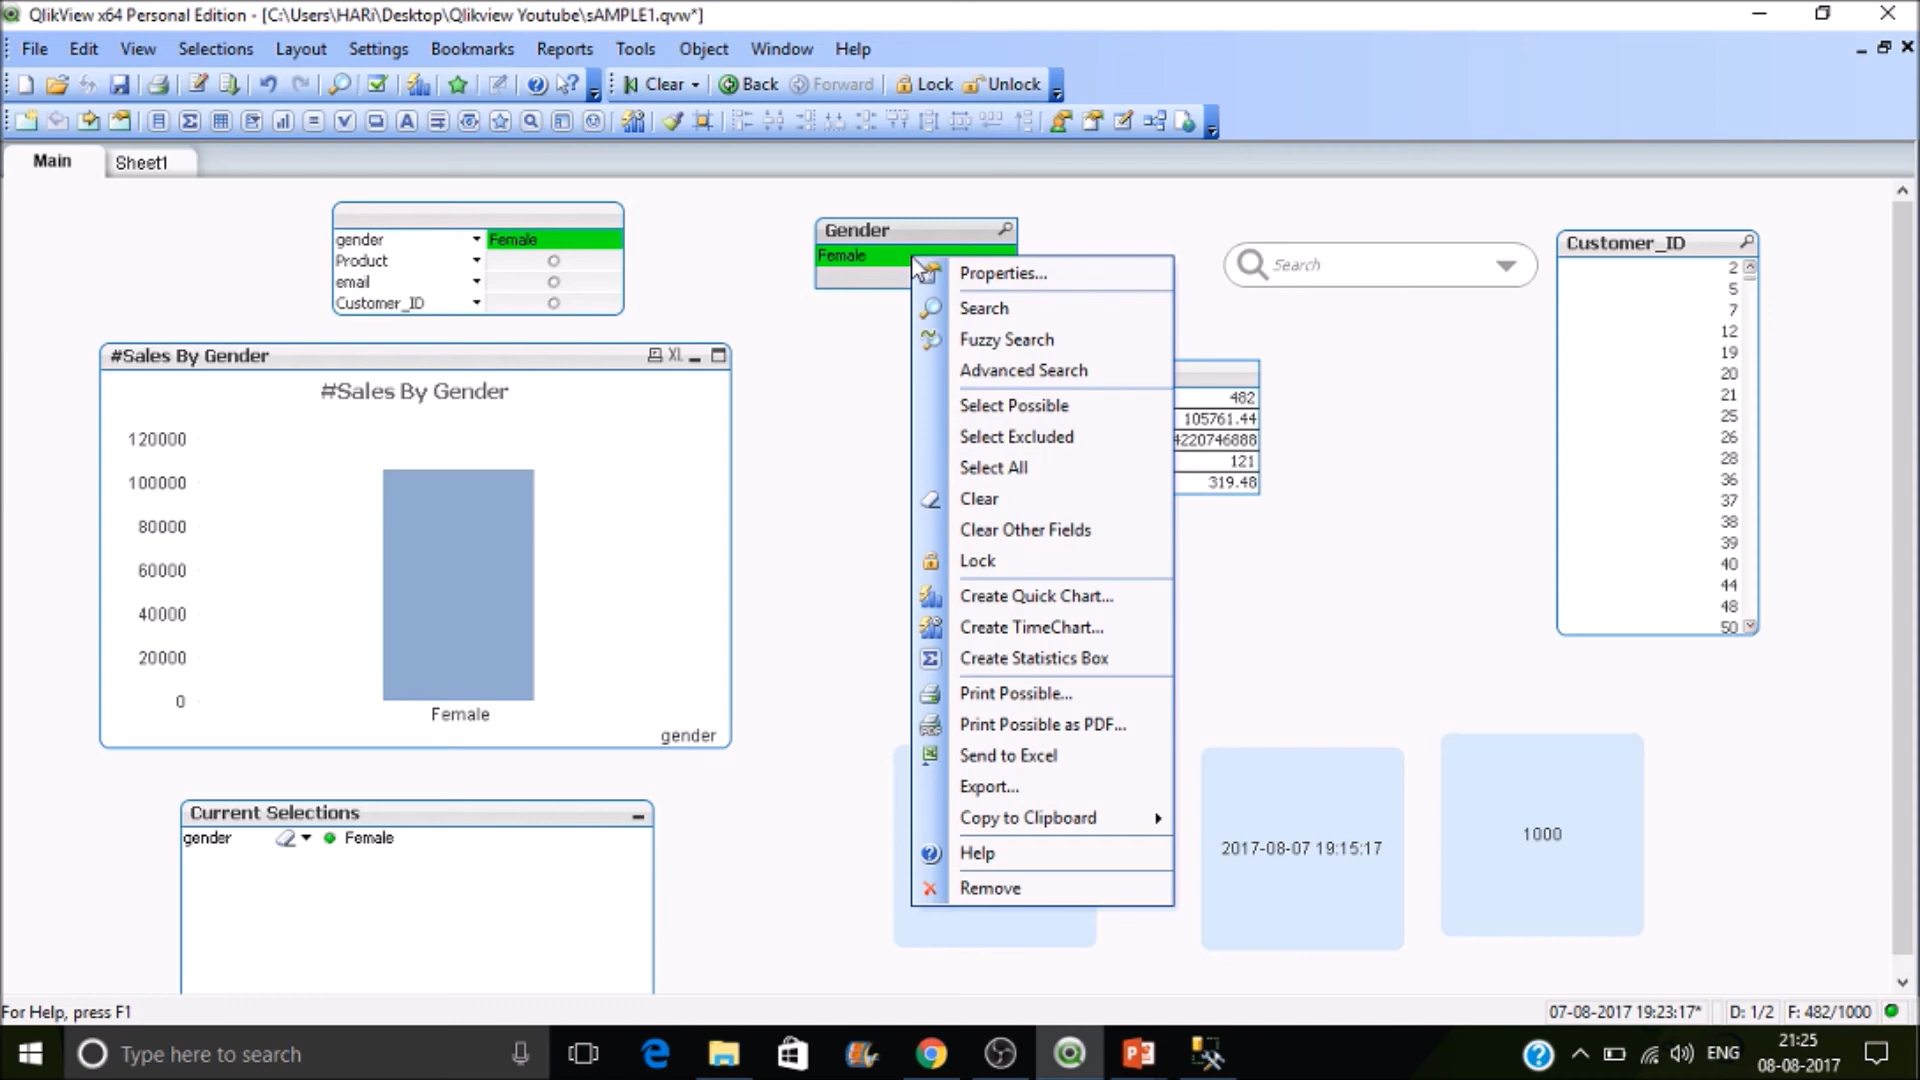 QlikView x64 Personal Edition - [C:\Users\HARi\Desktop\Qlikview Youtube\sAMPLE1.qvw*]
File Edit View Selections Layout Settings Bookmarks Reports Tools Object Window Help
Clear Back Forward Lock Unlock
Main Sheet1
gender Female
Product
email
Customer_ID
Gender
Female
Search
Customer_ID
2
5
7
12
19
20
21
25
26
28
36
37
38
39
40
44
48
50
#Sales By Gender XL
#Sales By Gender
120000
100000
80000
60000
40000
20000
0
Female
gender
482
105761.44
4220746888
121
319.48
Properties...
Search
Fuzzy Search
Advanced Search
Select Possible
Select Excluded
Select All
Clear
Clear Other Fields
Lock
Create Quick Chart...
Create TimeChart...
Create Statistics Box
Print Possible...
Print Possible as PDF...
Send to Excel
Export...
Copy to Clipboard
Help
Remove
2017-08-07 19:15:17
1000
Current Selections
gender Female
For Help, press F1
07-08-2017 19:23:17* D: 1/2 F: 482/1000
Type here to search
ENG
21:25
08-08-2017